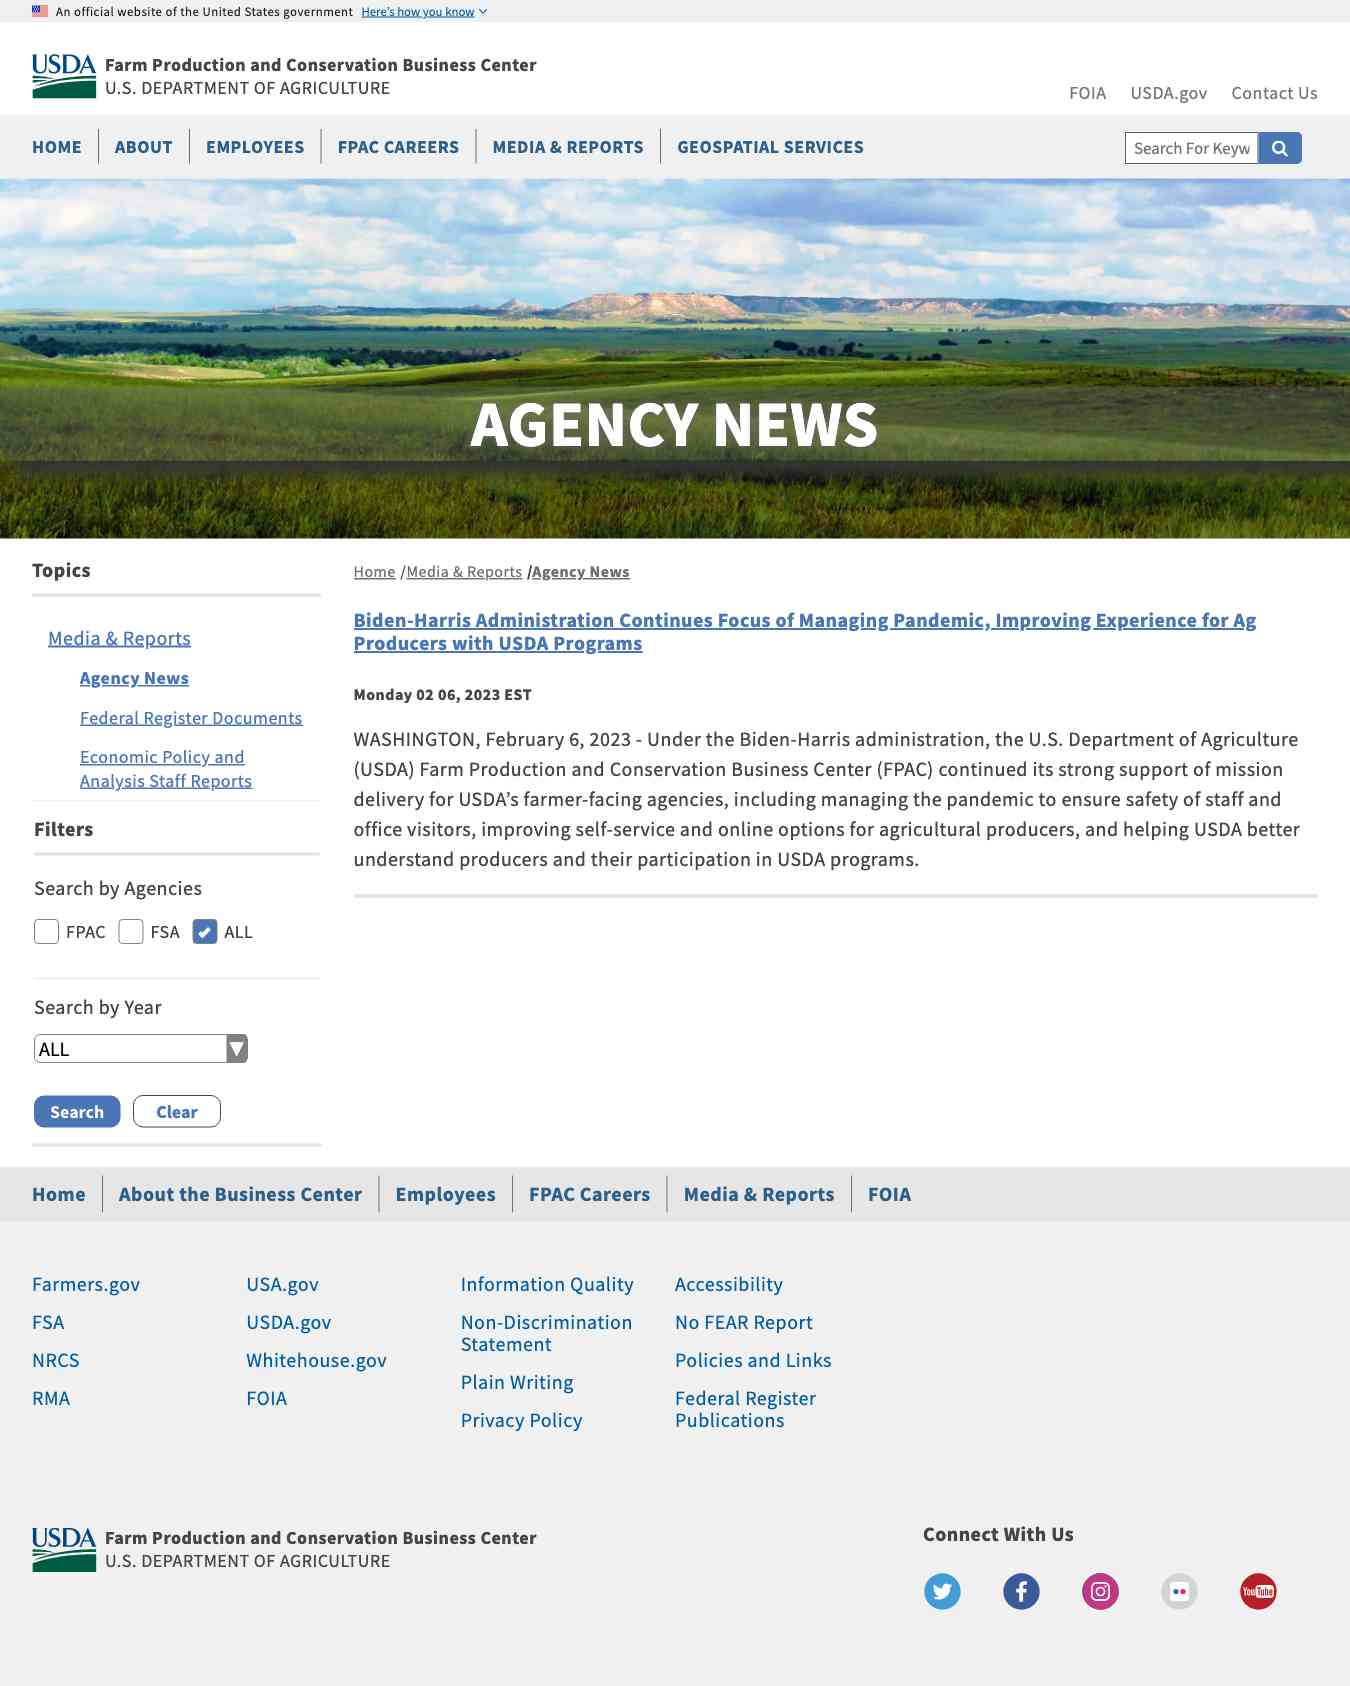 An official website of the United States government Here's how you know
USDA Farm Production and Conservation Business Center
U.S. DEPARTMENT OF AGRICULTURE
FOIA USDA.gov Contact Us
HOME ABOUT EMPLOYEES FPAC CAREERS MEDIA & REPORTS GEOSPATIAL SERVICES
Search For Keyw
AGENCY NEWS
Topics
Media & Reports
Agency News
Federal Register Documents
Economic Policy and
Analysis Staff Reports
Filters
Search by Agencies
FPAC FSA ALL
Search by Year
ALL
Search Clear
Home /Media & Reports /Agency News
Biden-Harris Administration Continues Focus of Managing Pandemic, Improving Experience for Ag
Producers with USDA Programs
Monday 02 06, 2023 EST
WASHINGTON, February 6, 2023 - Under the Biden-Harris administration, the U.S. Department of Agriculture
(USDA) Farm Production and Conservation Business Center (FPAC) continued its strong support of mission
delivery for USDA’s farmer-facing agencies, including managing the pandemic to ensure safety of staff and
office visitors, improving self-service and online options for agricultural producers, and helping USDA better
understand producers and their participation in USDA programs.
Home About the Business Center Employees FPAC Careers Media & Reports FOIA
Farmers.gov
FSA
NRCS
RMA
USA.gov
USDA.gov
Whitehouse.gov
FOIA
Information Quality
Non-Discrimination
Statement
Plain Writing
Privacy Policy
Accessibility
No FEAR Report
Policies and Links
Federal Register
Publications
USDA Farm Production and Conservation Business Center
U.S. DEPARTMENT OF AGRICULTURE
Connect With Us
YouTube